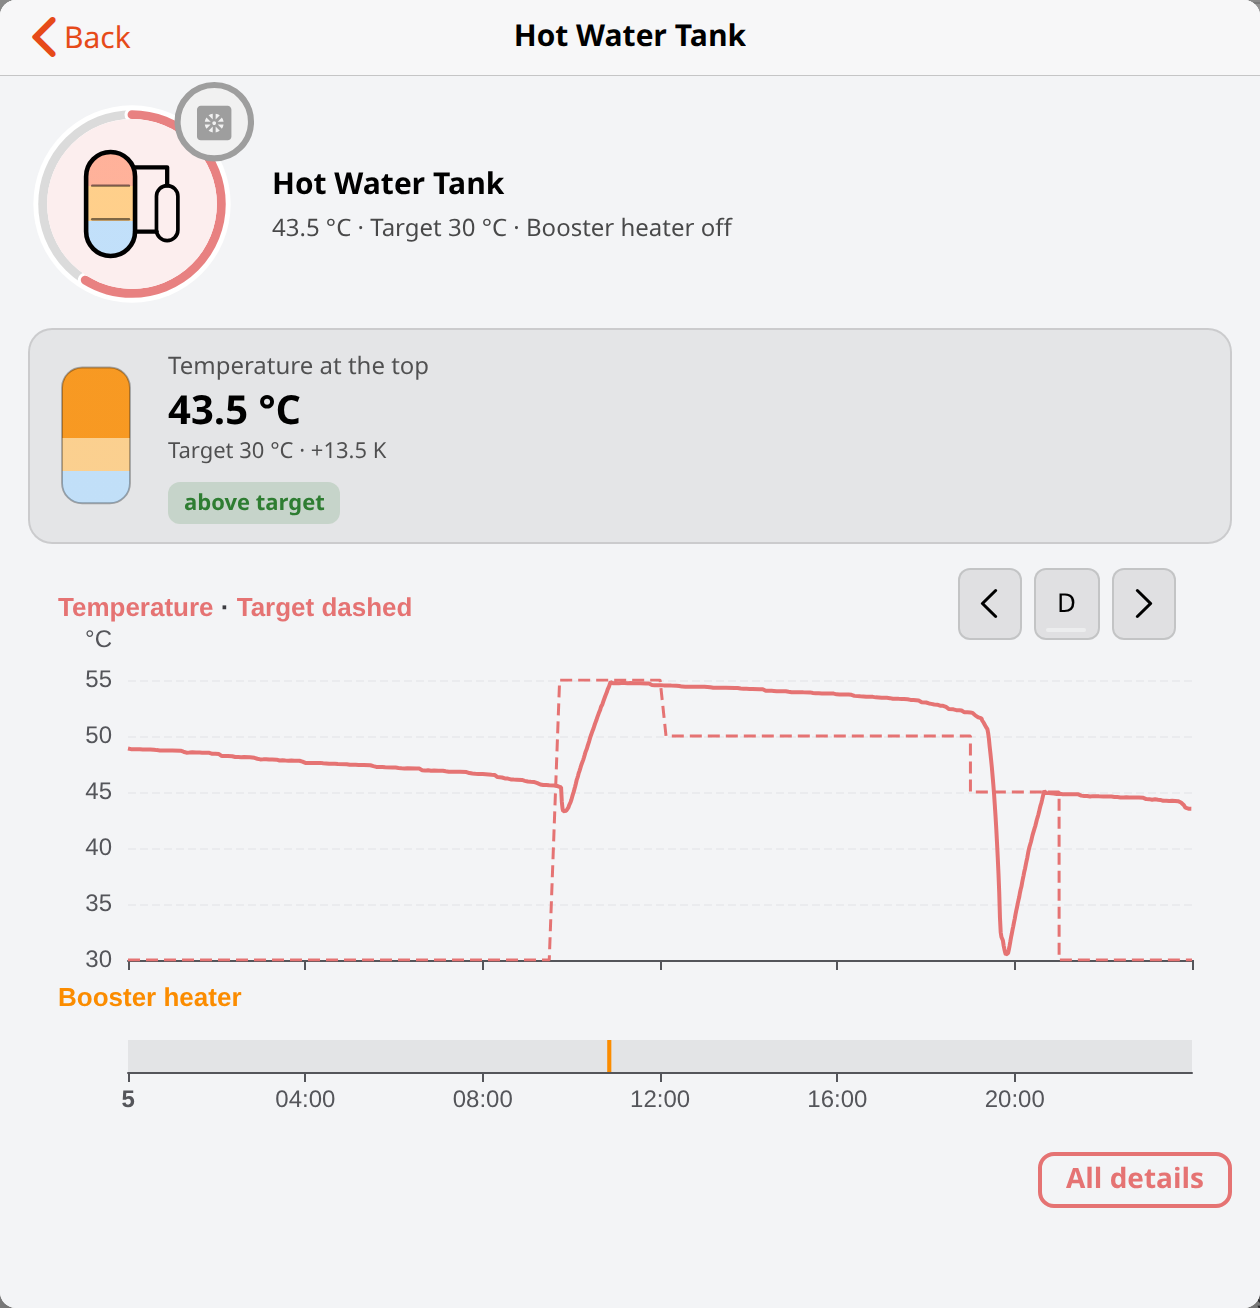 Back
Hot Water Tank
Hot Water Tank
43.5 °C · Target 30 °C · Booster heater off
Temperature at the top
43.5 °C
Target 30 °C · +13.5 K
above target
Temperature · Target dashed
D
°C
55
50
45
40
35
30
Booster heater
5 04:00 08:00 12:00 16:00 20:00
All details